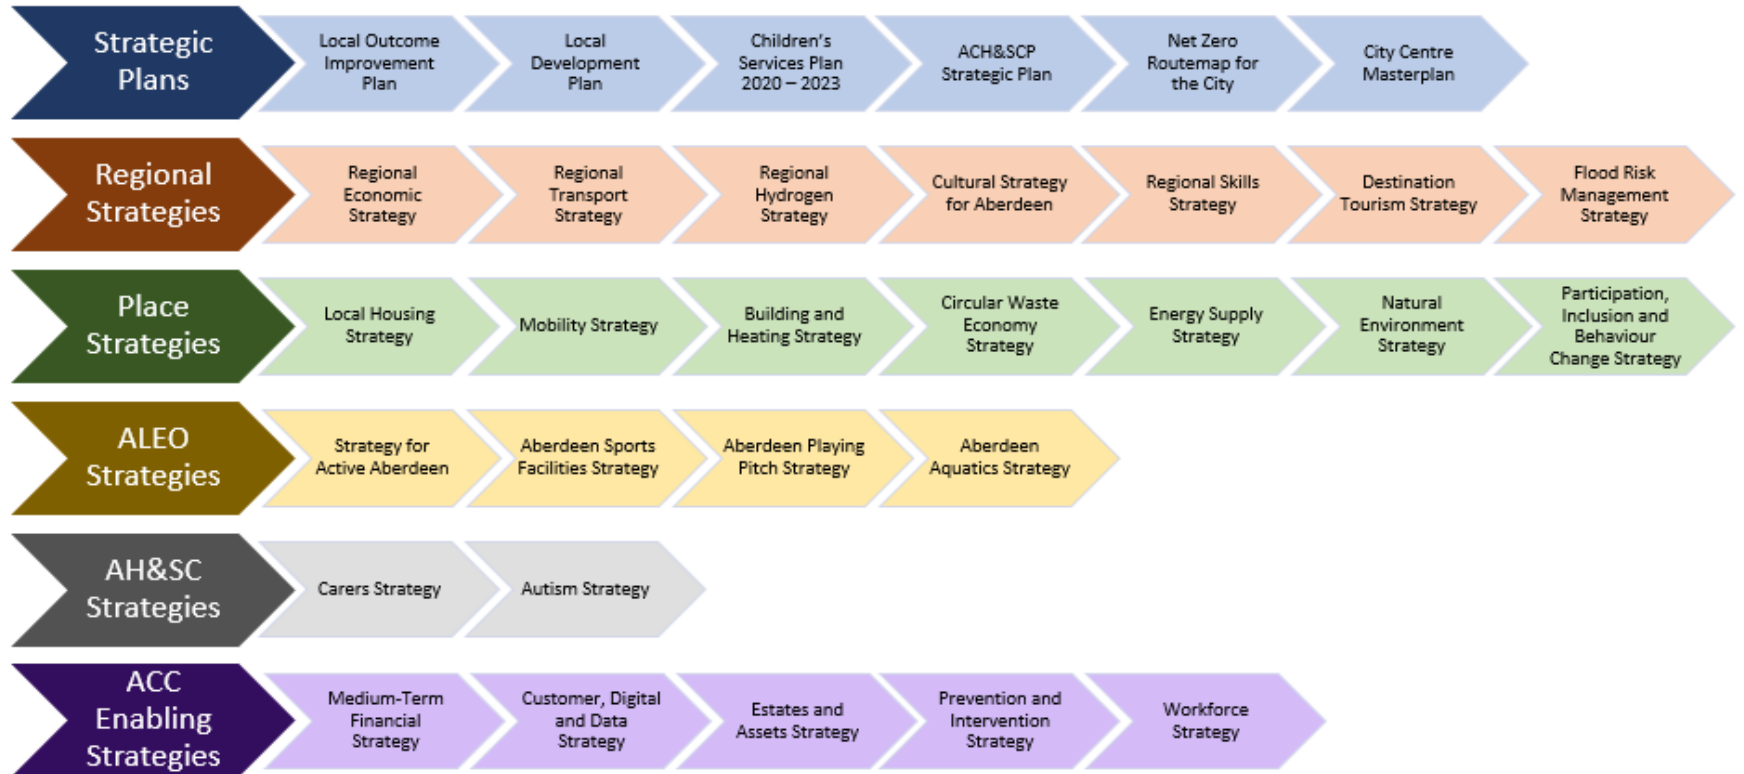 Strategic
Plans
Local Outcome
Improvement
Plan
Local
Development
Plan
Children's
Services Plan
2020 – 2023
ACH&SCP
Strategic Plan
Net Zero
Routemap for
the City
City Centre
Masterplan
Regional
Strategies
Regional
Economic
Strategy
Regional
Transport
Strategy
Regional
Hydrogen
Strategy
Cultural Strategy
for Aberdeen
Regional Skills
Strategy
Destination
Tourism Strategy
Flood Risk
Management
Strategy
Place
Strategies
Local Housing
Strategy
Mobility Strategy
Building and
Heating Strategy
Circular Waste
Economy
Strategy
Energy Supply
Strategy
Natural
Environment
Strategy
Participation,
Inclusion and
Behaviour
Change Strategy
ALEO
Strategies
Strategy for
Active Aberdeen
Aberdeen Sports
Facilities Strategy
Aberdeen Playing
Pitch Strategy
Aberdeen
Aquatics Strategy
AH&SC
Strategies
Carers Strategy
Autism Strategy
ACC
Enabling
Strategies
Medium-Term
Financial
Strategy
Customer, Digital
and Data
Strategy
Estates and
Assets Strategy
Prevention and
Intervention
Strategy
Workforce
Strategy